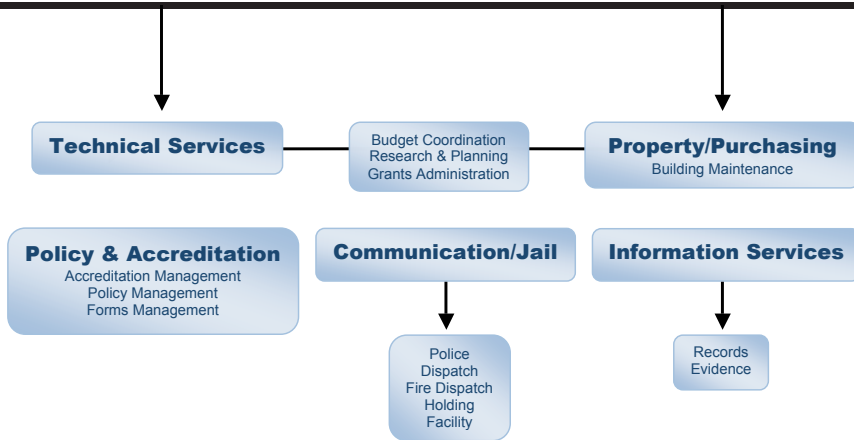 Technical Services
Budget Coordination
Research & Planning
Grants Administration
Property/Purchasing
Building Maintenance
Policy & Accreditation
Accreditation Management
Policy Management
Forms Management
Communication/Jail
Information Services
Police
Dispatch
Fire Dispatch
Holding
Facility
Records
Evidence